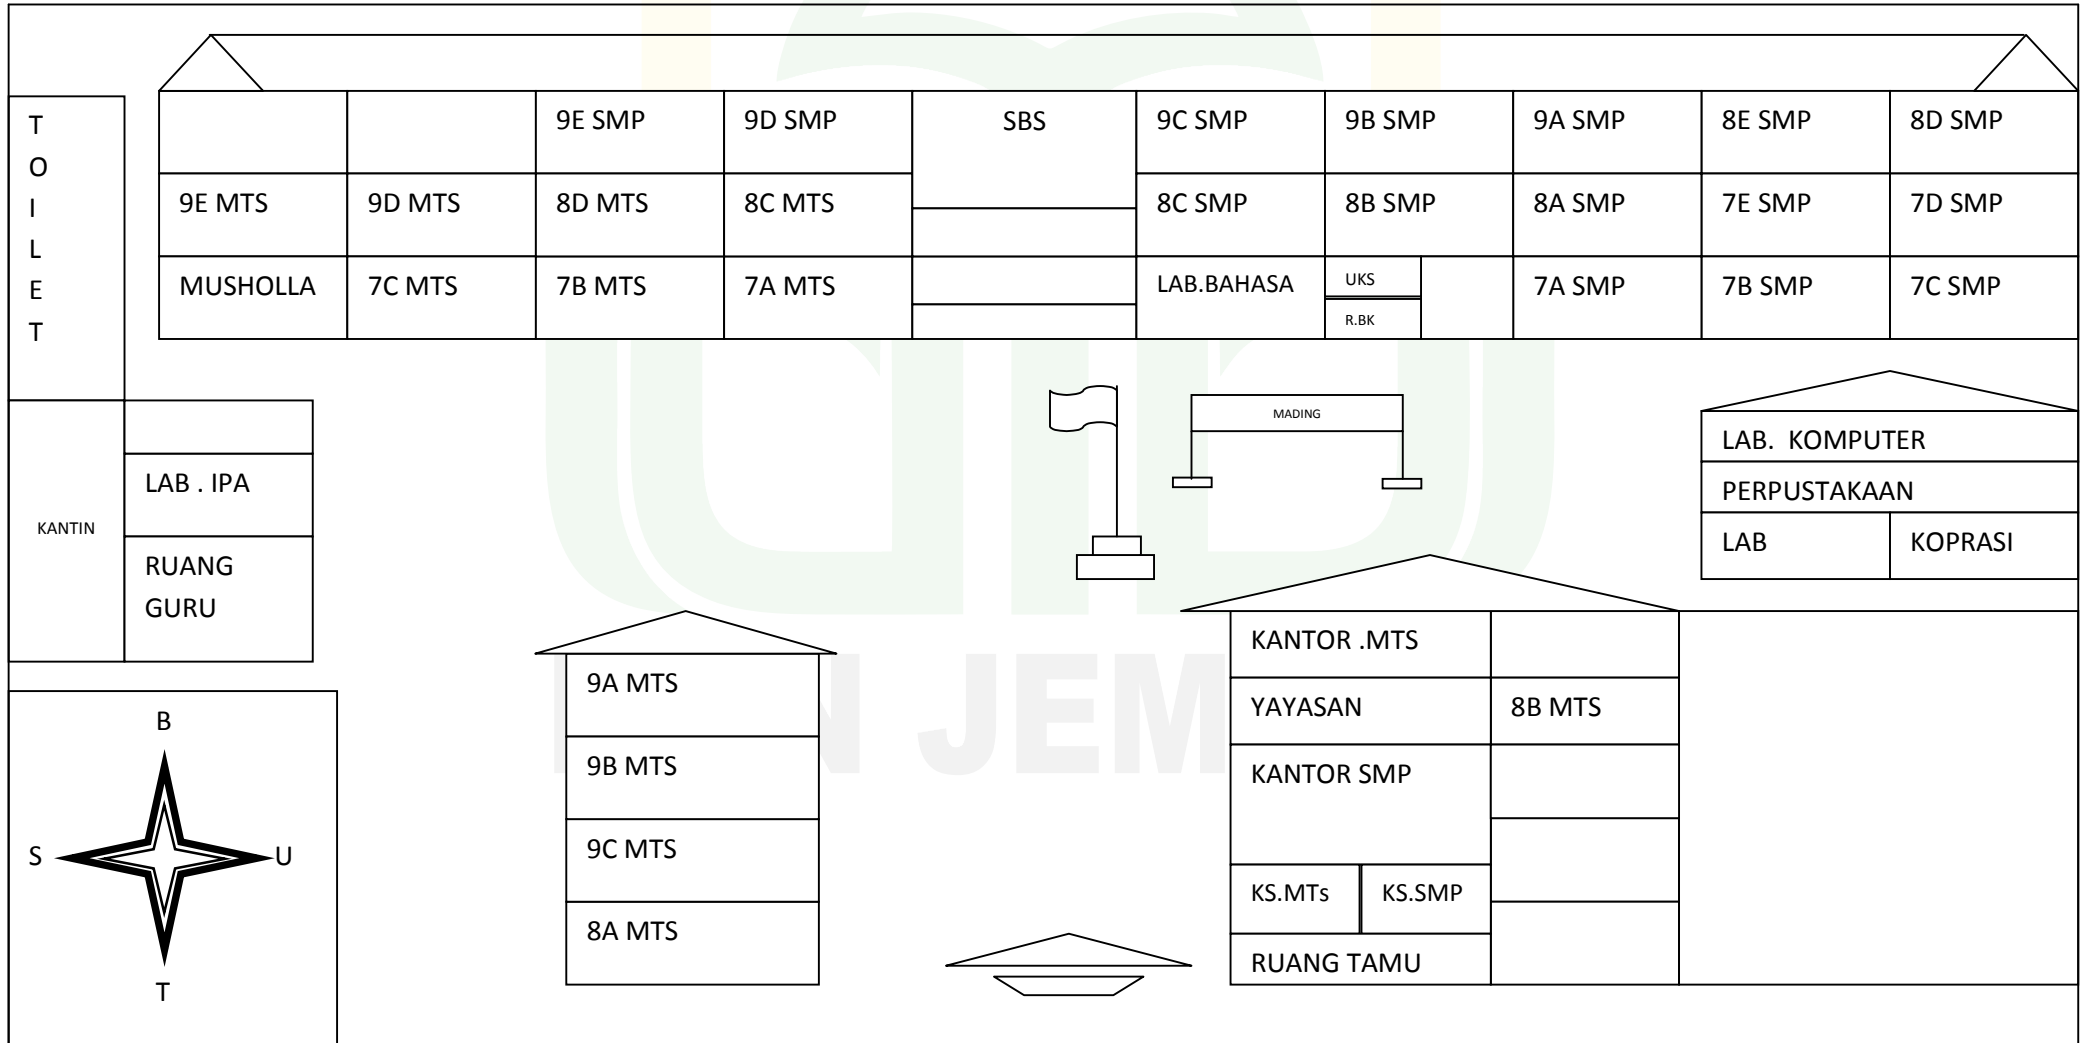 T
O
I
L
E
T
9E SMP
9D SMP
SBS
9C SMP
9B SMP
9A SMP
8E SMP
8D SMP
9E MTS
9D MTS
8D MTS
8C MTS
8C SMP
8B SMP
8A SMP
7E SMP
7D SMP
MUSHOLLA
7C MTS
7B MTS
7A MTS
LAB.BAHASA
UKS
R.BK
7A SMP
7B SMP
7C SMP
MADING
KANTIN
LAB . IPA
RUANG
GURU
LAB. KOMPUTER
PERPUSTAKAAN
LAB
KOPRASI
9A MTS
9B MTS
9C MTS
8A MTS
KANTOR .MTS
YAYASAN
8B MTS
KANTOR SMP
KS.MTs
KS.SMP
RUANG TAMU
B
S
U
T